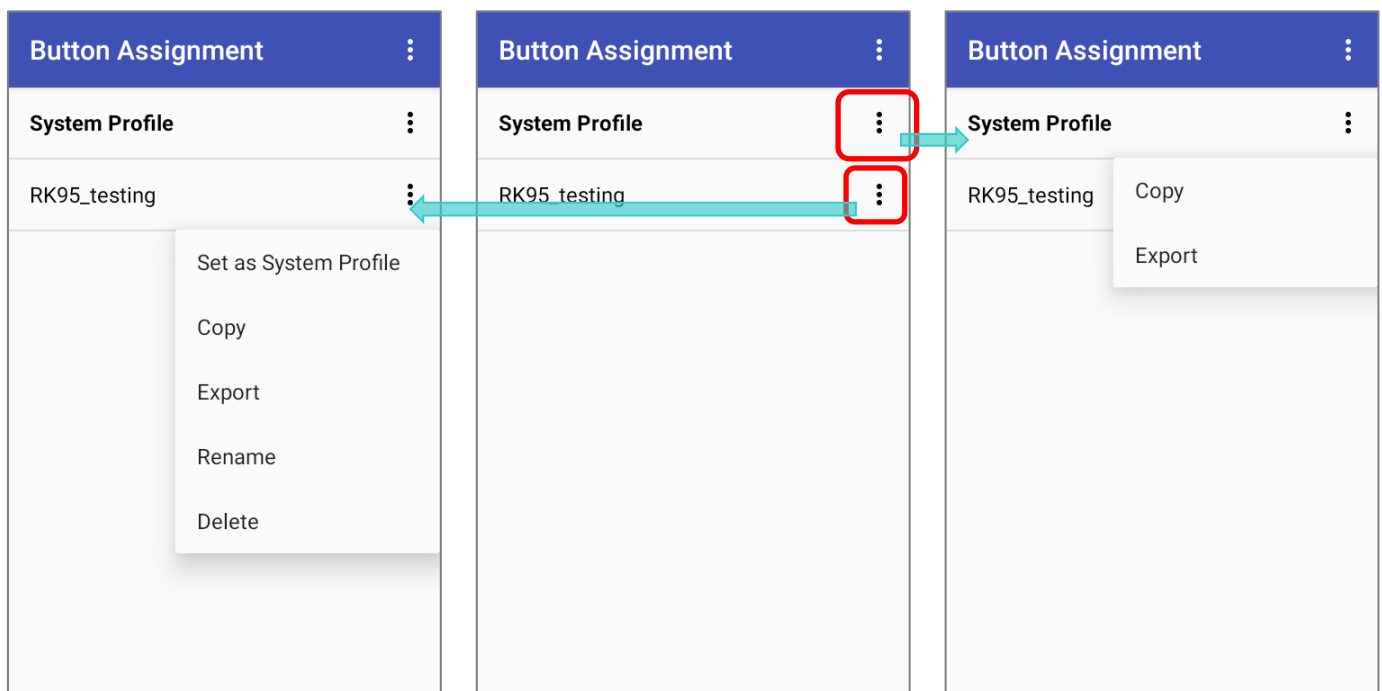 Button Assignment
System Profile
RK95_testing
Set as System Profile
Copy
Export
Rename
Delete
Button Assignment
System Profile
RK95_testing
Button Assignment
System Profile
RK95_testing
Copy
Export